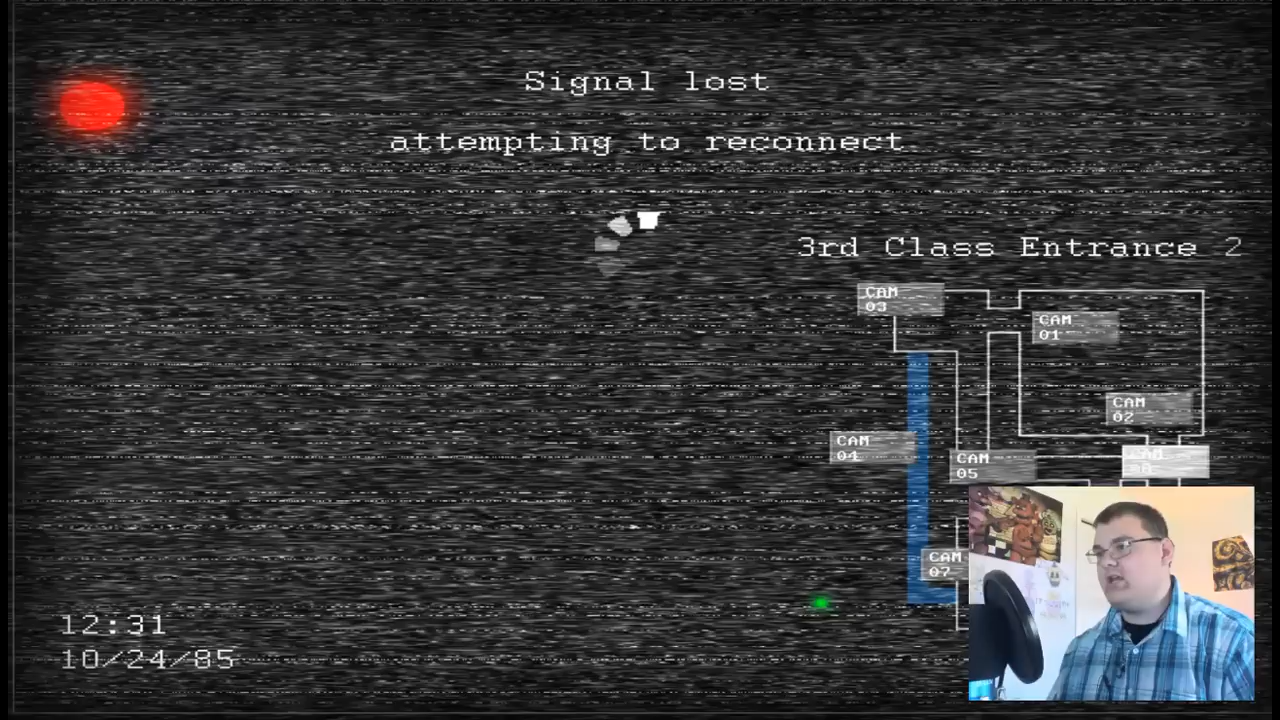 Signal lost
attempting to reconnect
3rd Class Entrance 2
CAM
03
CAM
01
CAM
02
CAM
04
CAM
05
CAM
07
12:31
10/24/85